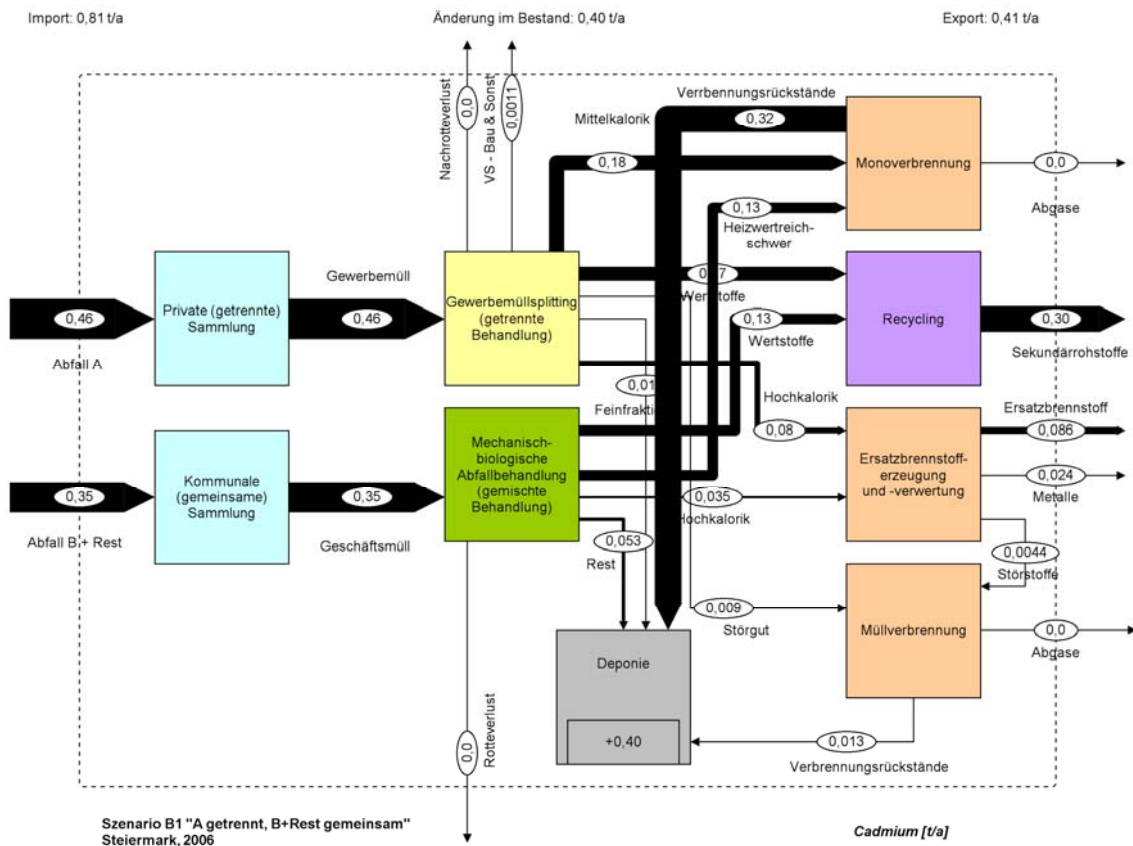 Import: 0,81 t/a
Änderung im Bestand: 0,40 t/a
Export: 0,41 t/a
Nachrotteverlust
0,0
VS - Bau & Sonst
0,0011
Verrbennungsrückstände
0,32
Mittelkalorik
0,18
Monoverbrennung
0,0
Abgase
0,13
Heizwertreich-
schwer
Abfall A
0,46
Private (getrennte)
Sammlung
Gewerbemüll
0,46
Gewerbemüllsplitting
(getrennte
Behandlung)
Recycling
0,30
Sekundärrohstoffe
0,13
Wertstoffe
0,01
Hochkalorik
0,08
Abfall B + Rest
0,35
Kommunale
(gemeinsame)
Sammlung
0,35
Geschäftsmüll
Mechanisch-
biologische
Abfallbehandlung
(gemischte
Behandlung)
0,035
Hochkalorik
0,053
Rest
Ersatzbrennstoff-
erzeugung
und -verwertung
Ersatzbrennstoff
0,086
0,024
Metalle
0,0044
Störstoffe
0,009
Störgut
Müllverbrennung
0,0
Abgase
Deponie
+0,40
0,013
Verbrennungsrückstände
0,0
Rotteverlust
Szenario B1 "A getrennt, B+Rest gemeinsam"
Steiermark, 2006
Cadmium [t/a]